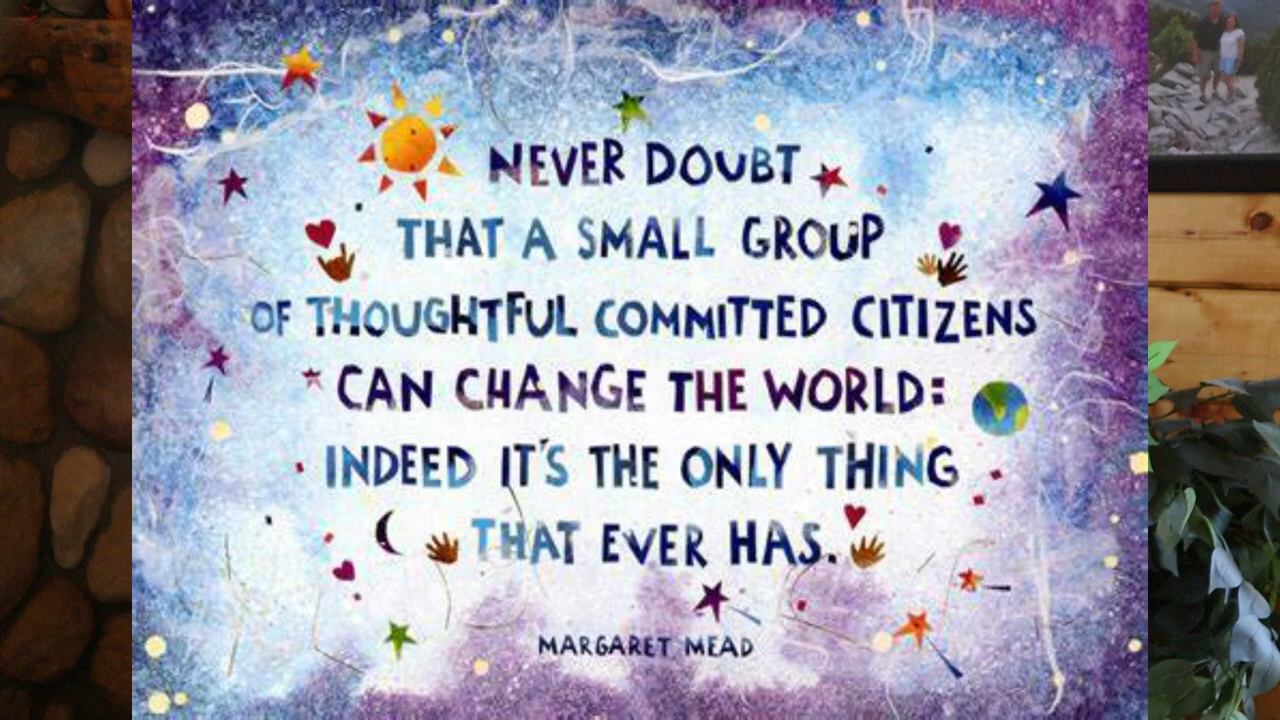 NEVER DOUBT
THAT A SMALL GROUP
OF THOUGHTFUL COMMITTED CITIZENS
CAN CHANGE THE WORLD:
INDEED IT'S THE ONLY THING
THAT EVER HAS.
MARGARET MEAD